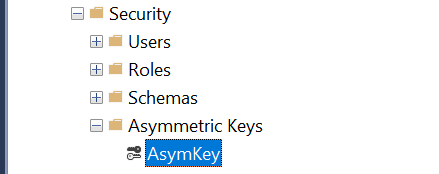 Security
Users
Roles
Schemas
Asymmetric Keys
AsymKey